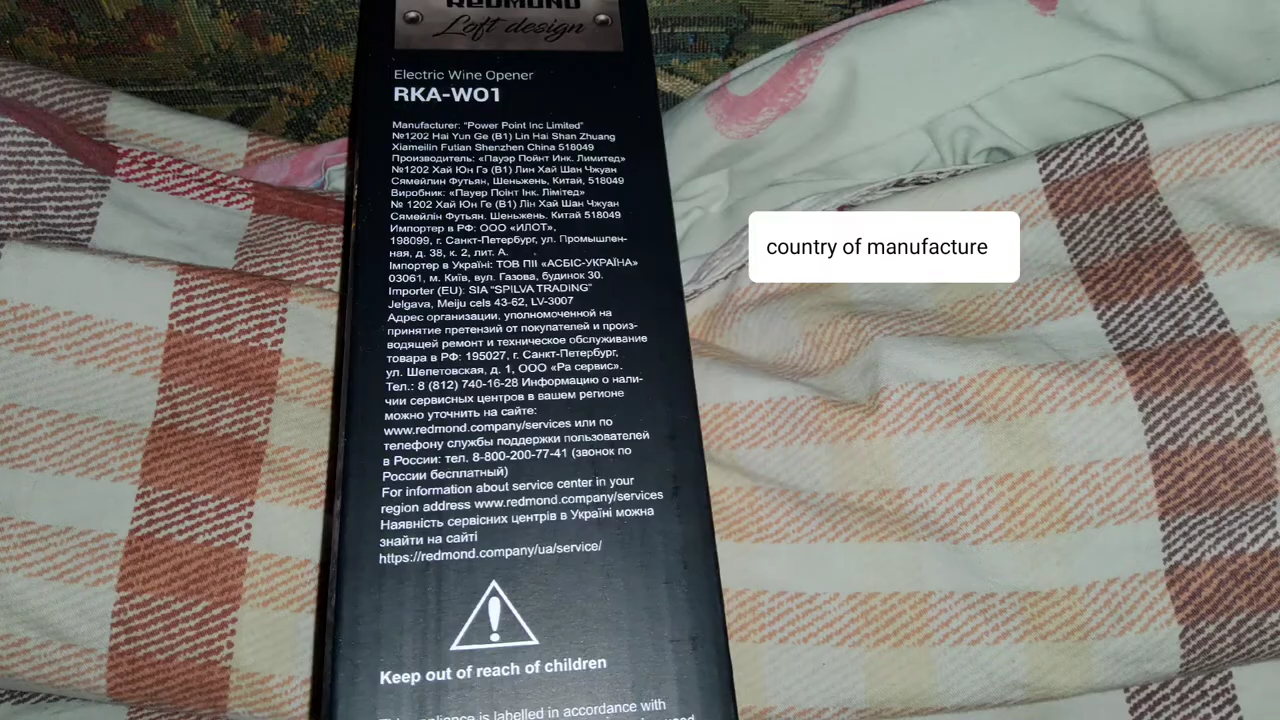 REDMOND
Loft design
Electric Wine Opener
RKA-WO1
Manufacturer: "Power Point Inc Limited"
№1202 Hai Yun Ge (B1) Lin Hai Shan Zhuang
Xiameilin Futian Shenzhen China 518049
Производитель: «Пауэр Пойнт Инк. Лимитед»
№1202 Хай Юн Гэ (B1) Лин Хай Шан Чжуан
Сямейлин Футьян, Шеньжень, Китай, 518049
Виробник: «Пауер Поінт Інк. Лімітед»
№ 1202 Хай Юн Ге (B1) Лін Хай Шан Чжуан
Сямейлін Футьян. Шеньжень. Китай 518049
Импортер в РФ: ООО «ИЛОТ»,
198099, г. Санкт-Петербург, ул. Промышлен-
ная, д. 38, к. 2, лит. А.
Імпортер в Україні: ТОВ ПІІ «АСБІС-УКРАЇНА»
03061, м. Київ, вул. Газова, будинок 30.
Importer (EU): SIA "SPILVA TRADING"
Jelgava, Meiju cels 43-62, LV-3007
Адрес организации, уполномоченной на
принятие претензий от покупателей и произ-
водящей ремонт и техническое обслуживание
товара в РФ: 195027, г. Санкт-Петербург,
ул. Шепетовская, д. 1, ООО «Ра сервис».
Тел.: 8 (812) 740-16-28 Информацию о нали-
чии сервисных центров в вашем регионе
можно уточнить на сайте:
www.redmond.company/services или по
телефону службы поддержки пользователей
в России: тел. 8-800-200-77-41 (звонок по
России бесплатный)
For information about service center in your
region address www.redmond.company/services
Наявність сервісних центрів в Україні можна
знайти на сайті
https://redmond.company/ua/service/
Keep out of reach of children
This appliance is labelled in accordance with
country of manufacture